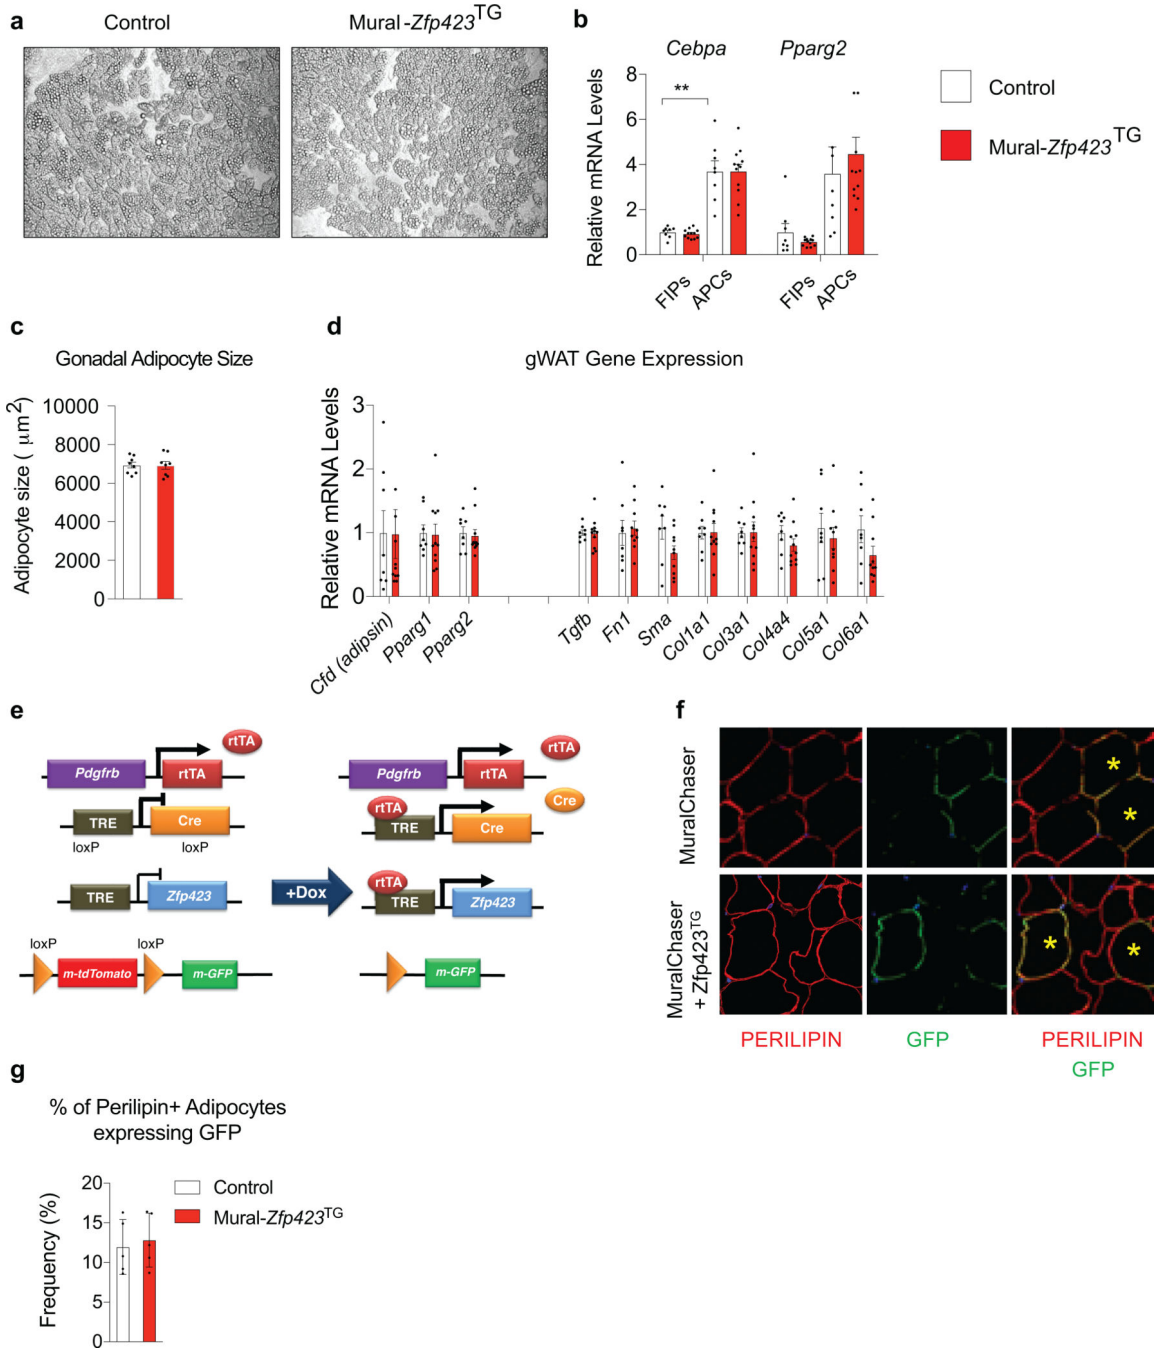 a
Control
Mural-Zfp423TG
b
Cebpa
Pparg2
Relative mRNA Levels
8
6
4
2
0
**
FIPs
APCs
FIPs
APCs
Control
Mural-Zfp423TG
c
Gonadal Adipocyte Size
Adipocyte size ( μm2)
10000
8000
6000
4000
2000
0
d
gWAT Gene Expression
Relative mRNA Levels
3
2
1
0
Cfd (adipsin)
Pparg1
Pparg2
Tgfb
Fn1
Sma
Col1a1
Col3a1
Col4a4
Col5a1
Col6a1
e
rtTA
Pdgfrb
rtTA
TRE
Cre
loxP
loxP
TRE
Zfp423
loxP
loxP
m-tdTomato
m-GFP
+Dox
rtTA
Pdgfrb
rtTA
Cre
rtTA
TRE
Cre
rtTA
TRE
Zfp423
m-GFP
f
MuralChaser
*
*
MuralChaser
+ Zfp423TG
*
*
PERILIPIN
GFP
PERILIPIN
GFP
g
% of Perilipin+ Adipocytes
expressing GFP
Frequency (%)
20
15
10
5
0
Control
Mural-Zfp423TG